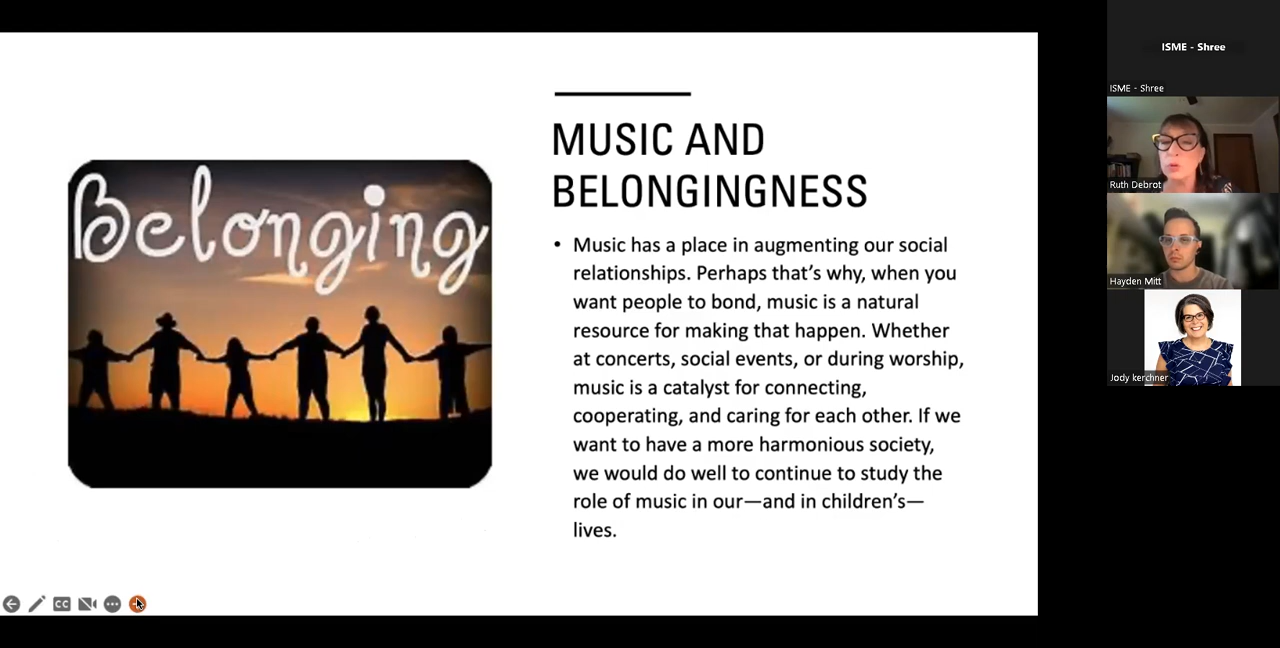 Belonging
MUSIC AND
BELONGINGNESS
• Music has a place in augmenting our social
relationships. Perhaps that’s why, when you
want people to bond, music is a natural
resource for making that happen. Whether
at concerts, social events, or during worship,
music is a catalyst for connecting,
cooperating, and caring for each other. If we
want to have a more harmonious society,
we would do well to continue to study the
role of music in our—and in children’s—
lives.
CC
ISME - Shree
ISME - Shree
Ruth Debrot
Hayden Mitt
Jody kerchner